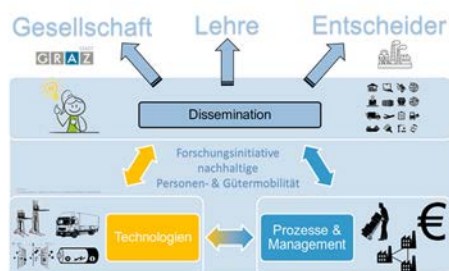 Gesellschaft
Lehre
Entscheider
GRAZ
Dissemination
Forschungsinitiative
nachhaltige
Personen- & Gütermobilität
Technologien
Prozesse &
Management
€